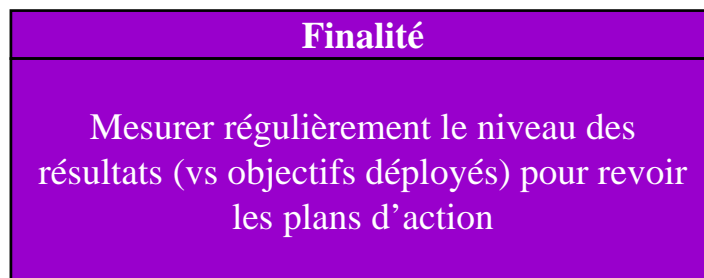 Finalité
Mesurer régulièrement le niveau des
résultats (vs objectifs déployés) pour revoir
les plans d’action